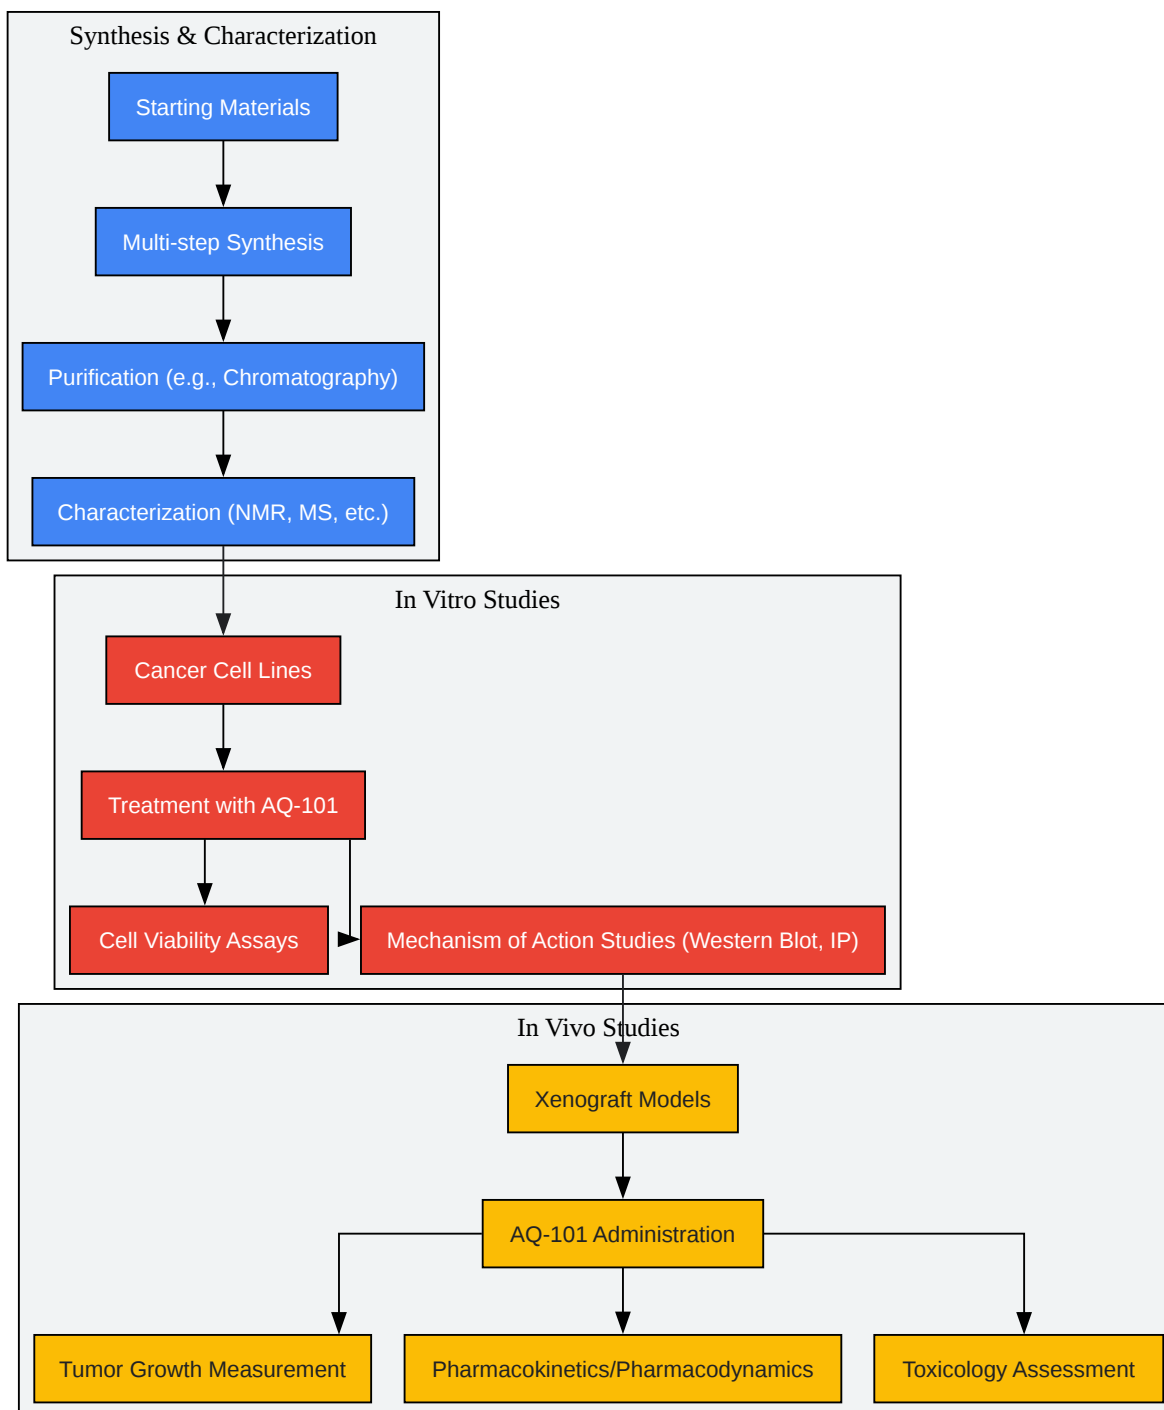 Synthesis & Characterization
Starting Materials
Multi-step Synthesis
Purification (e.g., Chromatography)
Characterization (NMR, MS, etc.)
In Vitro Studies
Cancer Cell Lines
Treatment with AQ-101
Cell Viability Assays
Mechanism of Action Studies (Western Blot, IP)
In Vivo Studies
Xenograft Models
AQ-101 Administration
Tumor Growth Measurement
Pharmacokinetics/Pharmacodynamics
Toxicology Assessment